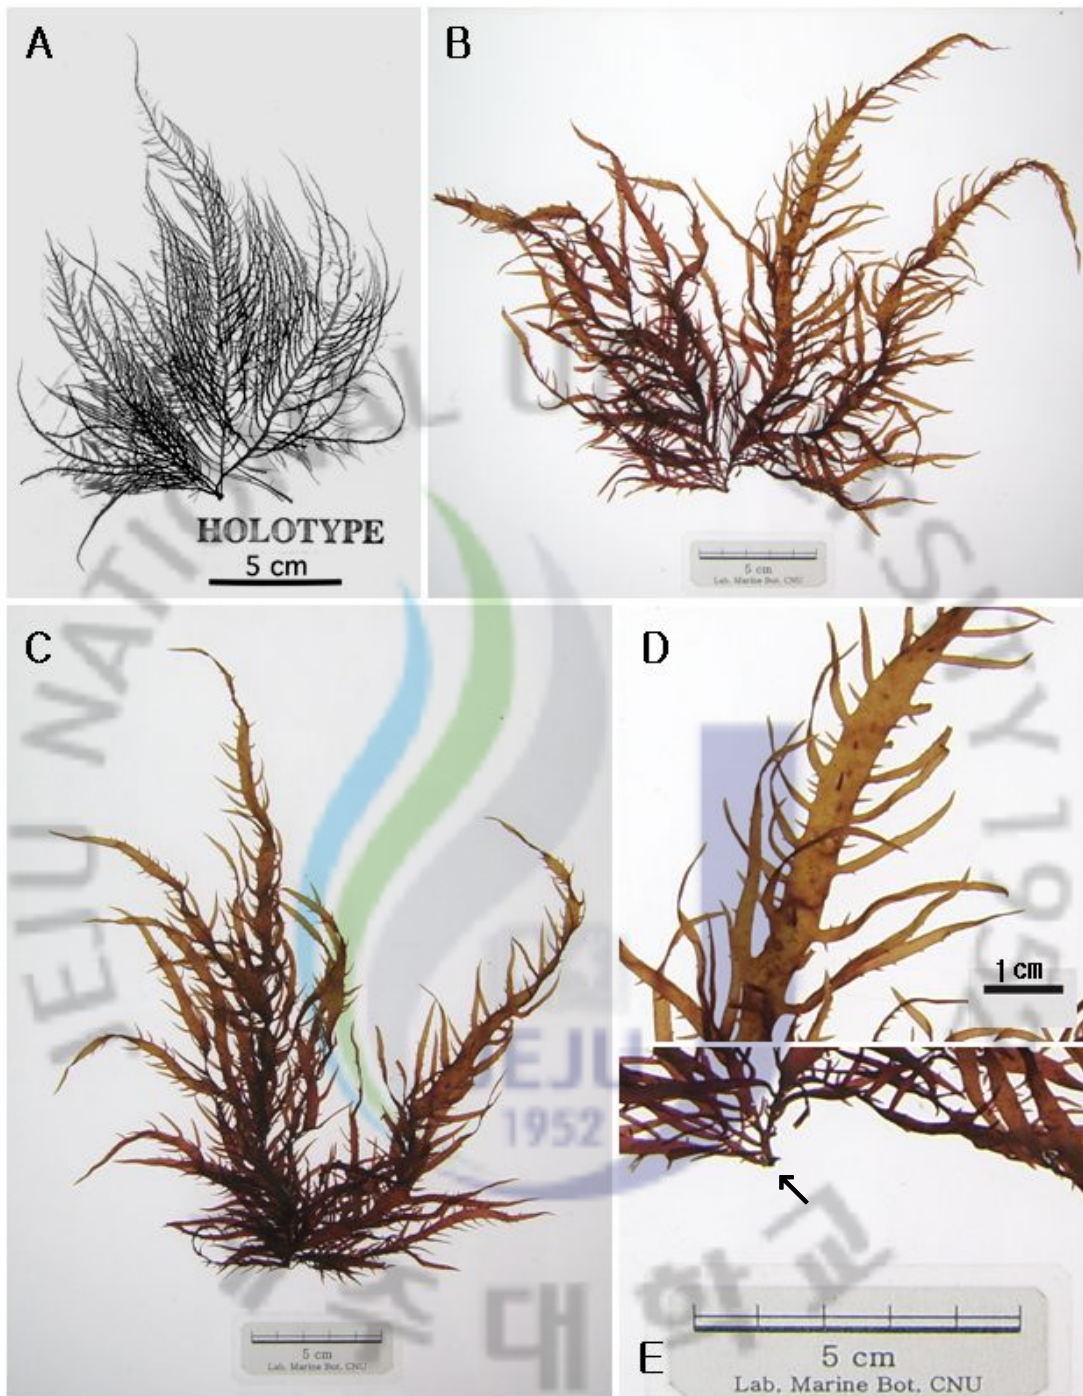 A
HOLOTYPE
5 cm
B
5 cm
Lab. Marine Bot. CNU
C
5 cm
Lab. Marine Bot. CNU
D
1 cm
E
5 cm
Lab. Marine Bot. CNU
JEJU NATIONAL UNIVERSITY 1952
JEJU
1952
대학교